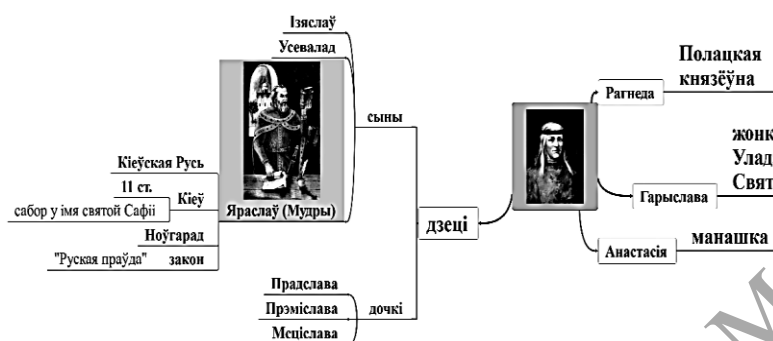 Ізяслаў
Усевалад
Яраслаў (Мудры)
сыны
Кіеўская Русь
11 ст.
сабор у імя святой Сафіі
Кіеў
Ноўгарад
"Руская праўда"
закон
Прадслава
Прэміслава
Мсціслава
дочкі
дзеці
Рагнеда
Полацкая
князёўна
Гарыслава
жонк
Улад
Свят
Анастасія
манашка
М